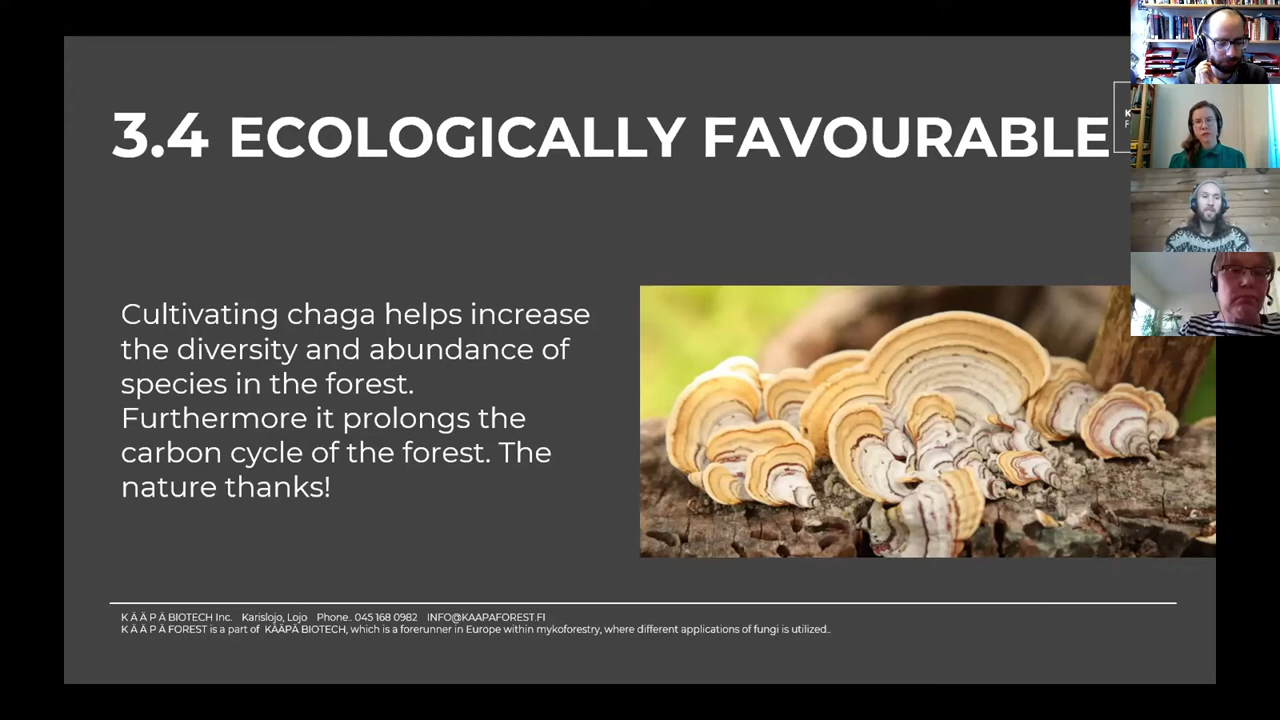 3.4 ECOLOGICALLY FAVOURABLE
Cultivating chaga helps increase
the diversity and abundance of
species in the forest.
Furthermore it prolongs the
carbon cycle of the forest. The
nature thanks!
K Ä Ä P Ä BIOTECH Inc. Karislojo, Lojo Phone.. 045 168 0982 INFO@KAAPAFOREST.FI
K Ä Ä P Ä FOREST is a part of KÄÄPÄ BIOTECH, which is a forerunner in Europe within mykoforestry, where different applications of fungi is utilized..